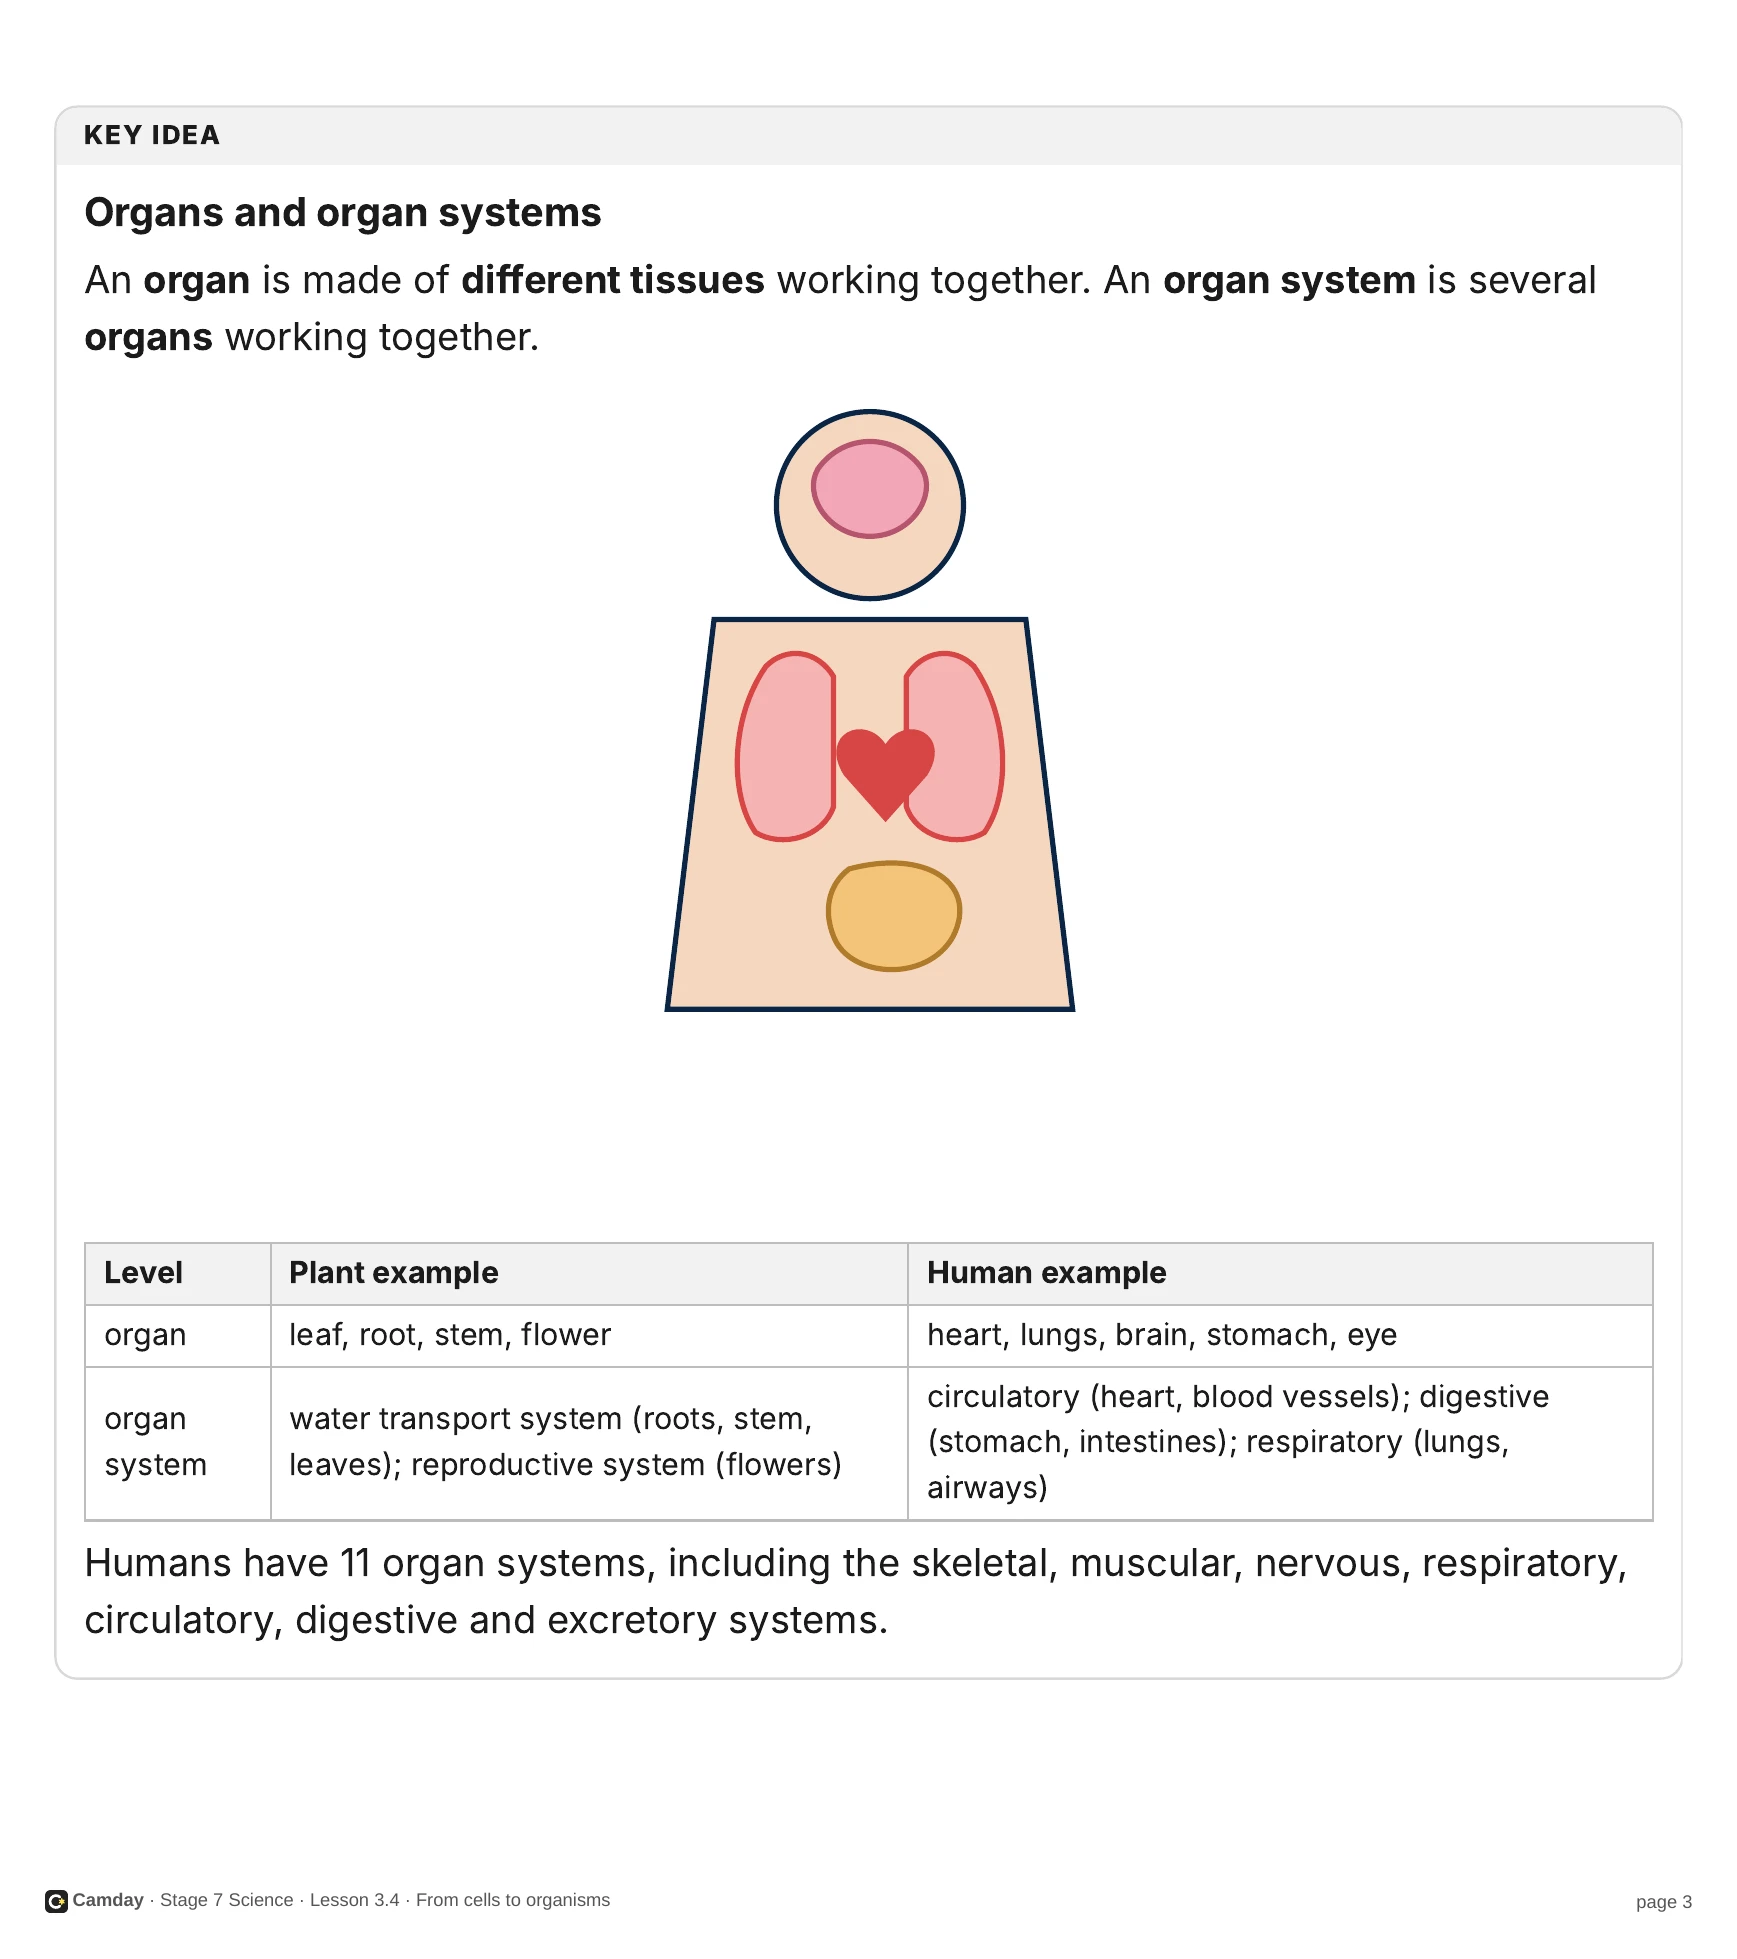 KEY IDEA
Organs and organ systems
An organ is made of different tissues working together. An organ system is several
organs working together.
Level
Plant example
Human example
organ
leaf, root, stem, flower
heart, lungs, brain, stomach, eye
organ
system
water transport system (roots, stem,
leaves); reproductive system (flowers)
circulatory (heart, blood vessels); digestive
(stomach, intestines); respiratory (lungs,
airways)
Humans have 11 organ systems, including the skeletal, muscular, nervous, respiratory,
circulatory, digestive and excretory systems.
Camday · Stage 7 Science · Lesson 3.4 · From cells to organisms
page 3